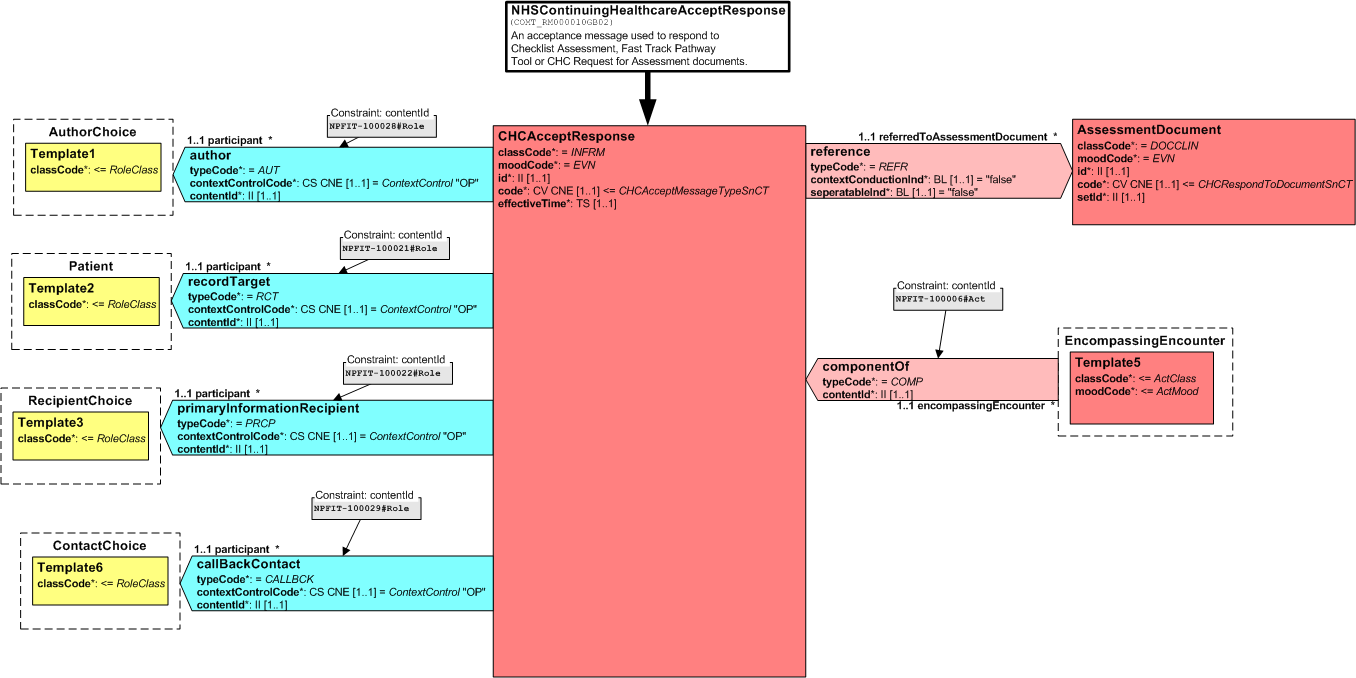 NHSContinuingHealthcareAcceptResponse
(COMT_RM000010GB02)
An acceptance message used to respond to
Checklist Assessment, Fast Track Pathway
Tool or CHC Request for Assessment documents.
AuthorChoice
Template1
classCode*: <= RoleClass
1..1 participant *
Constraint: contentId
NPFIT-100028#Role
author
typeCode*: = AUT
contextControlCode*: CS CNE [1..1] = ContextControl "OP"
contentId*: II [1..1]
CHCAcceptResponse
classCode*: = INFRM
moodCode*: = EVN
id*: II [1..1]
code*: CV CNE [1..1] <= CHCAcceptMessageTypeSnCT
effectiveTime*: TS [1..1]
1..1 referredToAssessmentDocument *
reference
typeCode*: = REFR
contextConductionInd*: BL [1..1] = "false"
seperatableInd*: BL [1..1] = "false"
AssessmentDocument
classCode*: = DOCCLIN
moodCode*: = EVN
id*: II [1..1]
code*: CV CNE [1..1] <= CHCRespondToDocumentSnCT
setId*: II [1..1]
Patient
Template2
classCode*: <= RoleClass
1..1 participant *
Constraint: contentId
NPFIT-100021#Role
recordTarget
typeCode*: = RCT
contextControlCode*: CS CNE [1..1] = ContextControl "OP"
contentId*: II [1..1]
Constraint: contentId
NPFIT-100006#Act
componentOf
typeCode*: = COMP
contentId*: II [1..1]
1..1 encompassingEncounter *
EncompassingEncounter
Template5
classCode*: <= ActClass
moodCode*: <= ActMood
RecipientChoice
Template3
classCode*: <= RoleClass
1..1 participant *
Constraint: contentId
NPFIT-100022#Role
primaryInformationRecipient
typeCode*: = PRCP
contextControlCode*: CS CNE [1..1] = ContextControl "OP"
contentId*: II [1..1]
ContactChoice
Template6
classCode*: <= RoleClass
1..1 participant *
Constraint: contentId
NPFIT-100029#Role
callBackContact
typeCode*: = CALLBCK
contextControlCode*: CS CNE [1..1] = ContextControl "OP"
contentId*: II [1..1]